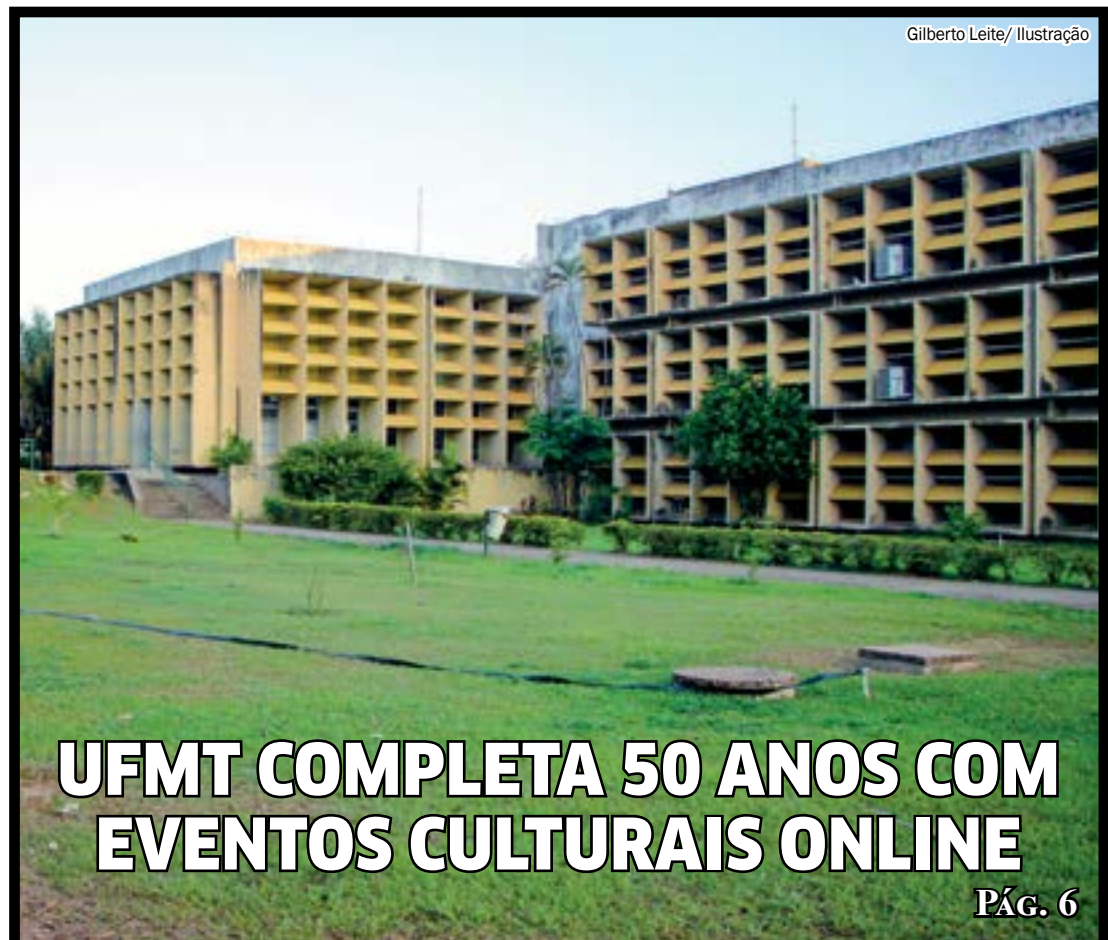 Gilberto Leite/ Ilustração
UFMT COMPLETA 50 ANOS COM
EVENTOS CULTURAIS ONLINE
PÁG. 6